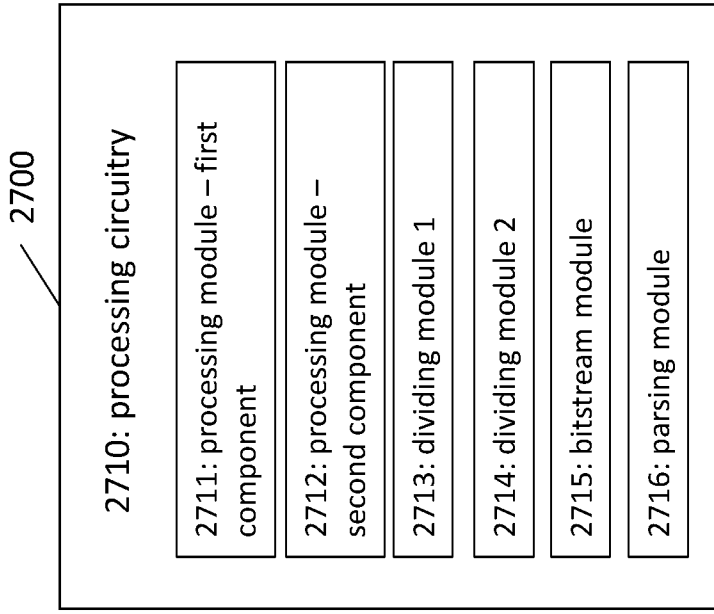 2700
2710: processing circuitry
2711: processing module – first
component
2712: processing module –
second component
2713: dividing module 1
2714: dividing module 2
2715: bitstream module
2716: parsing module